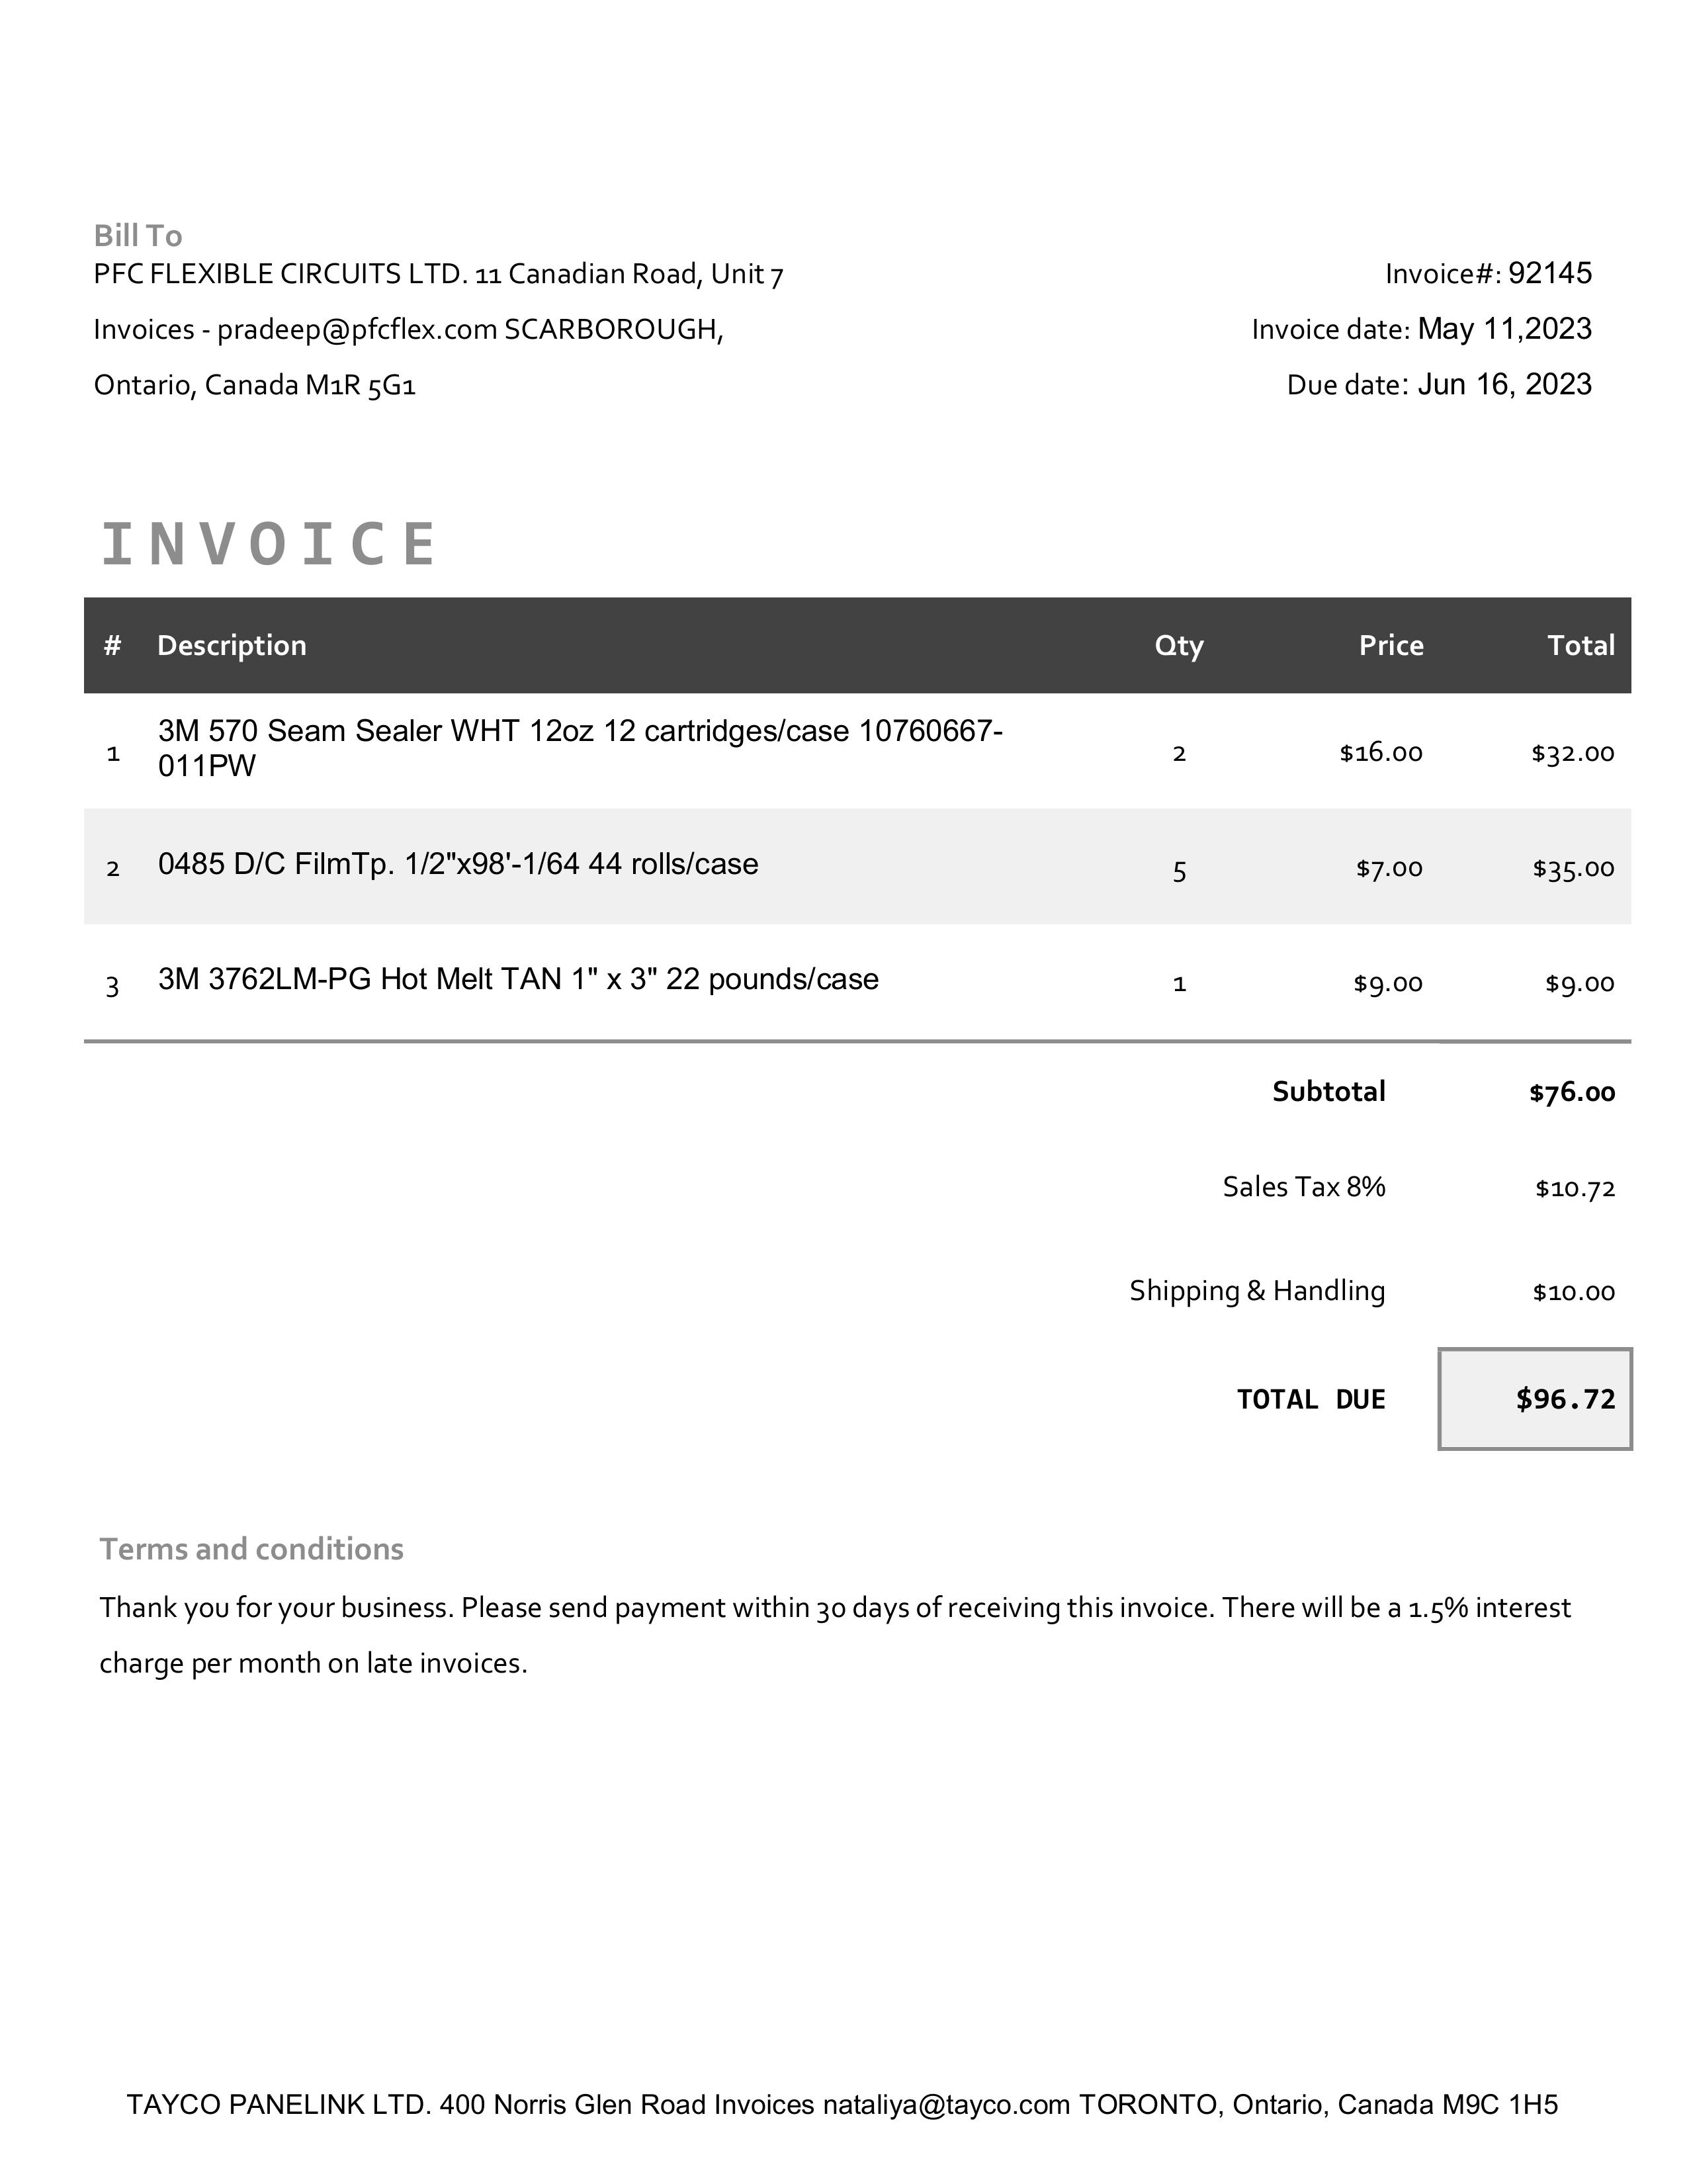 Bill To
PFC FLEXIBLE CIRCUITS LTD. 11 Canadian Road, Unit 7
Invoices - pradeep@pfcflex.com SCARBOROUGH,
Ontario, Canada M1R 5G1
Invoice#: 92145
Invoice date: May 11,2023
Due date: Jun 16, 2023
INVOICE
# Description Qty Price Total
1 3M 570 Seam Sealer WHT 12oz 12 cartridges/case 10760667-
011PW 2 $16.00 $32.00
2 0485 D/C FilmTp. 1/2"x98'-1/64 44 rolls/case 5 $7.00 $35.00
3 3M 3762LM-PG Hot Melt TAN 1" x 3" 22 pounds/case 1 $9.00 $9.00
Subtotal $76.00
Sales Tax 8% $10.72
Shipping & Handling $10.00
TOTAL DUE $96.72
Terms and conditions
Thank you for your business. Please send payment within 30 days of receiving this invoice. There will be a 1.5% interest
charge per month on late invoices.
TAYCO PANELINK LTD. 400 Norris Glen Road Invoices nataliya@tayco.com TORONTO, Ontario, Canada M9C 1H5